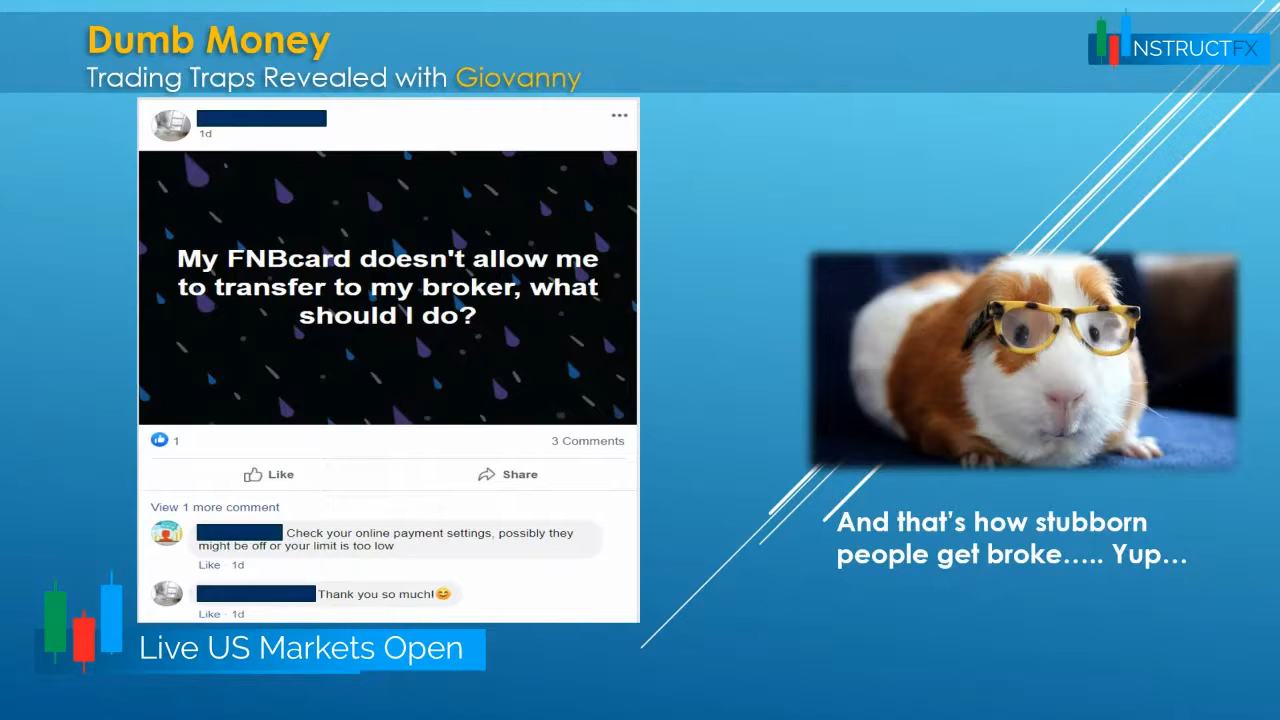 Dumb Money
Trading Traps Revealed with Giovanny
NSTRUCTFX
1d
My FNBcard doesn't allow me
to transfer to my broker, what
should I do?
1
3 Comments
Like
Share
View 1 more comment
Check your online payment settings, possibly they
might be off or your limit is too low
Like · 1d
Thank you so much!😊
Like · 1d
And that's how stubborn
people get broke….. Yup…
Live US Markets Open